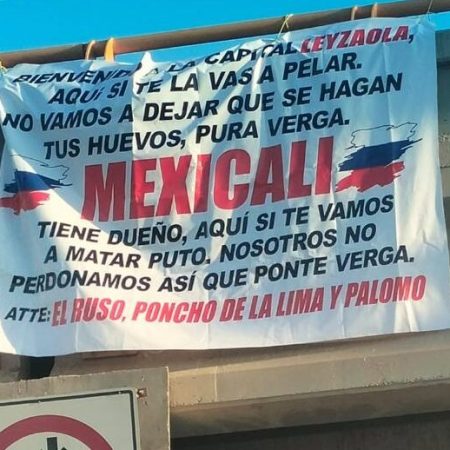 BIENVENIDO A LA CAPITAL LEYZAOLA,
AQUÍ SI TE LA VAS A PELAR.
NO VAMOS A DEJAR QUE SE HAGAN
TUS HUEVOS, PURA VERGA.
MEXICALI
TIENE DUEÑO, AQUÍ SI TE VAMOS
A MATAR PUTO. NOSOTROS NO
PERDONAMOS ASÍ QUE PONTE VERGA.
ATTE: EL RUSO, PONCHO DE LA LIMA Y PALOMO